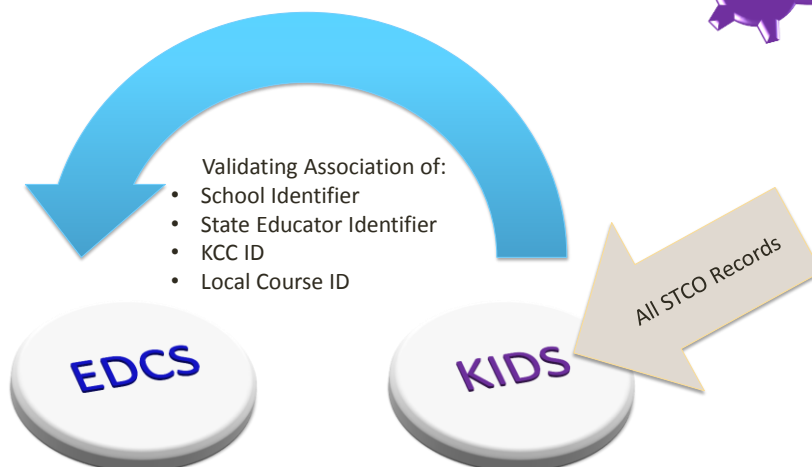 Validating Association of:
• School Identifier
• State Educator Identifier
• KCC ID
• Local Course ID
All STCO Records
EDCS
KIDS